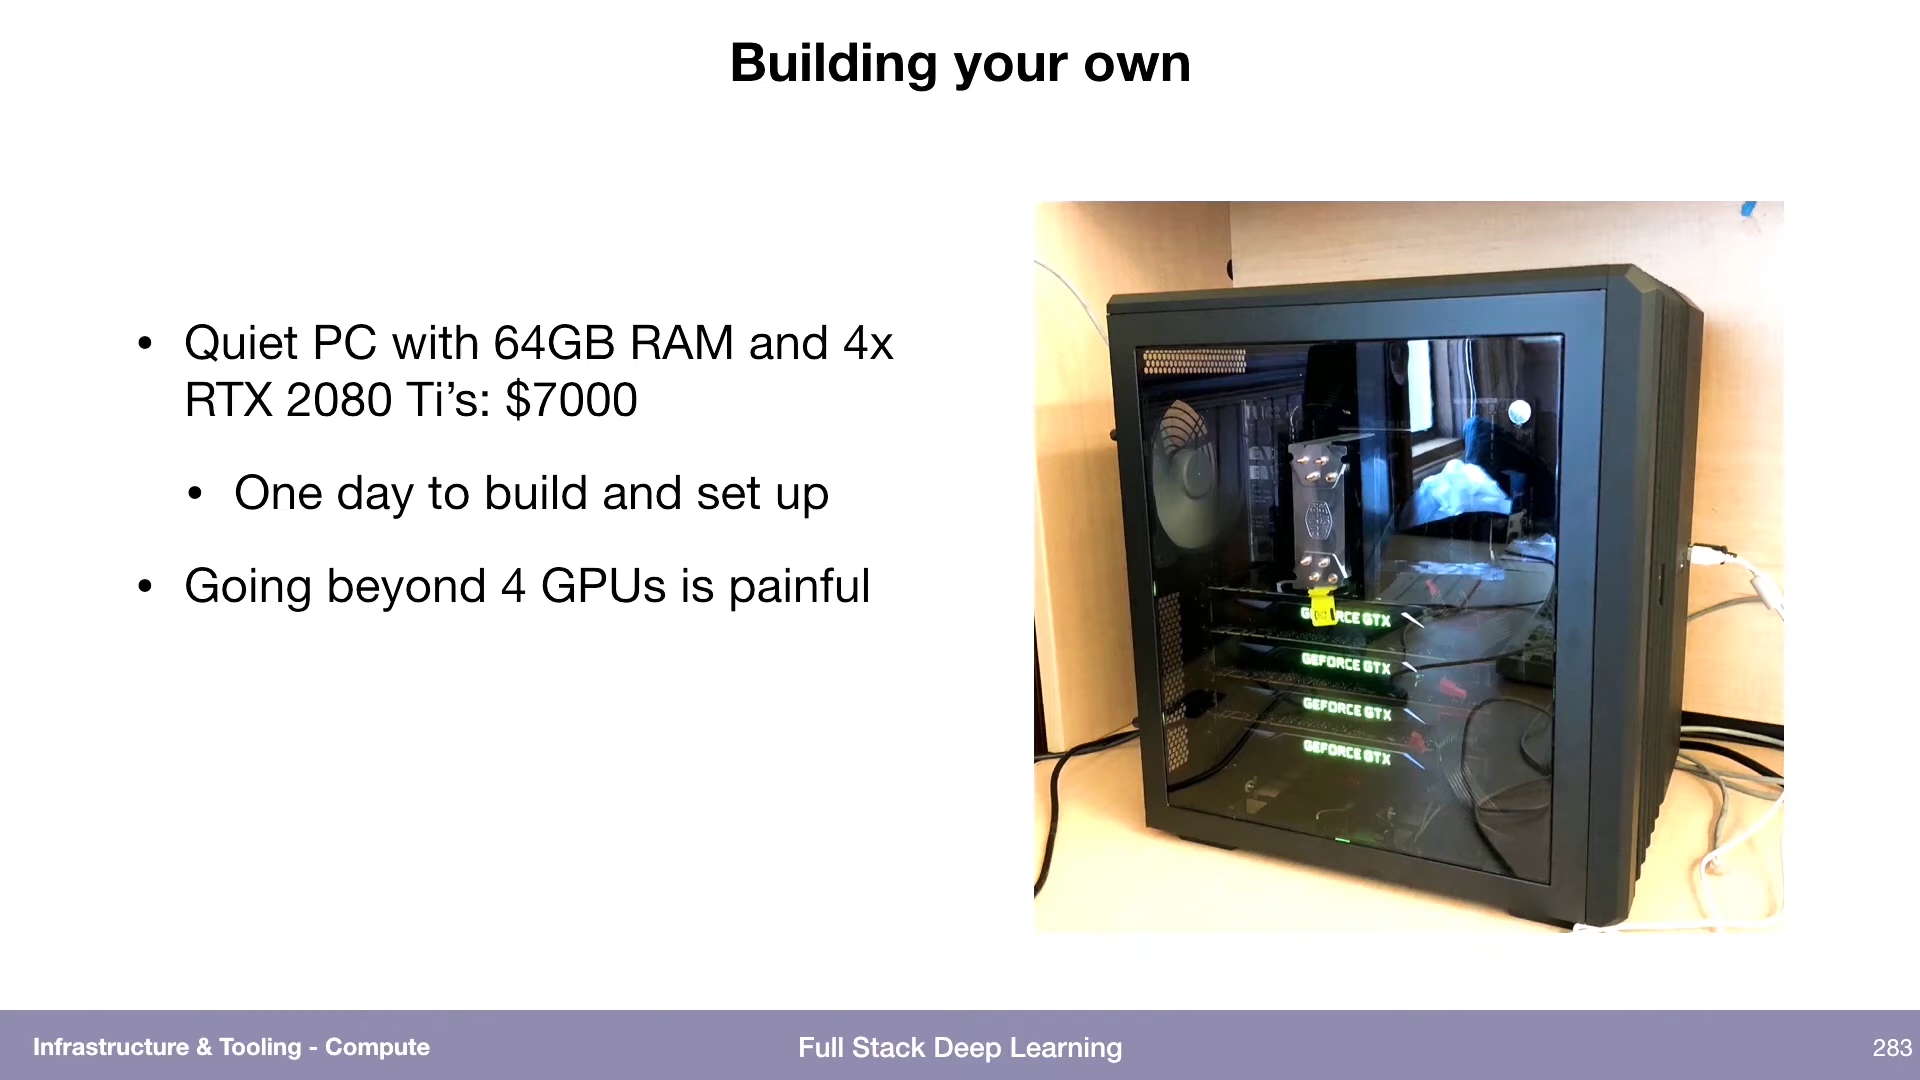 Building your own
• Quiet PC with 64GB RAM and 4x
RTX 2080 Ti’s: $7000
• One day to build and set up
• Going beyond 4 GPUs is painful
GEFORCE GTX
GEFORCE GTX
GEFORCE GTX
Infrastructure & Tooling - Compute
Full Stack Deep Learning
283